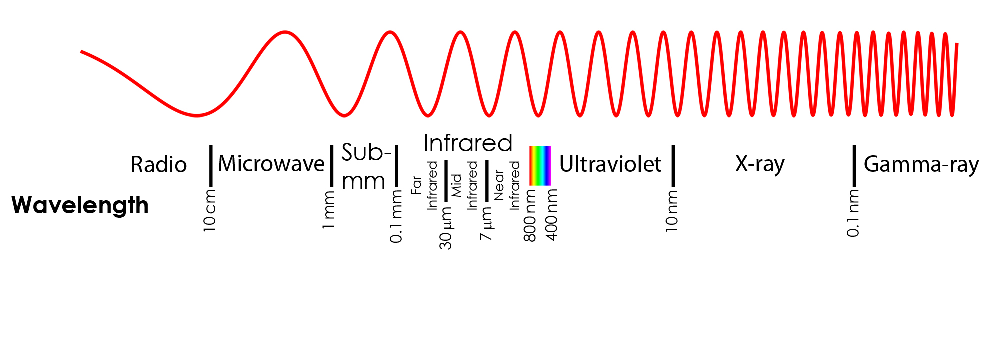 Infrared
Radio
Microwave
Sub-
mm
Far
Infrared
Mid
Infrared
Near
Infrared
Ultraviolet
X-ray
Gamma-ray
Wavelength
10 cm
1 mm
0.1 mm
30 μm
7 μm
800 nm
400 nm
10 nm
0.1 nm